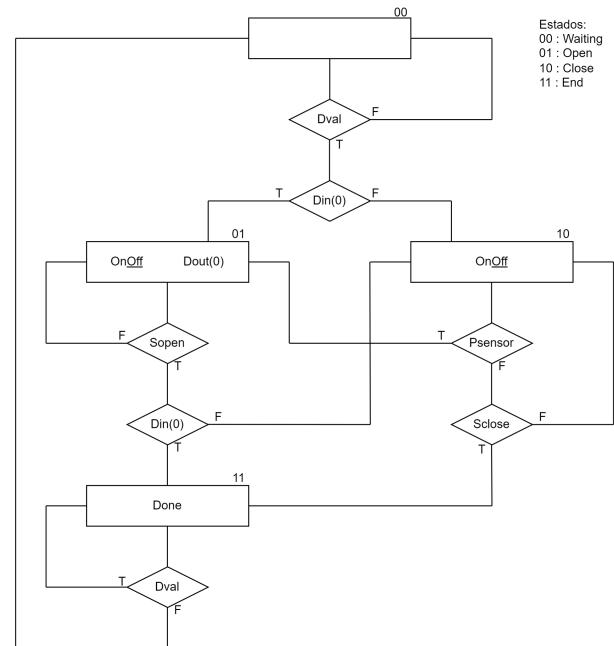 00
Estados:
00 : Waiting
01 : Open
10 : Close
11 : End
Dval
F
T
T
Din(0)
F
01
10
OnOff Dout(0)
OnOff
F
Sopen
T
T
Psensor
F
Din(0)
F
T
Sclose
F
T
11
Done
T
Dval
F